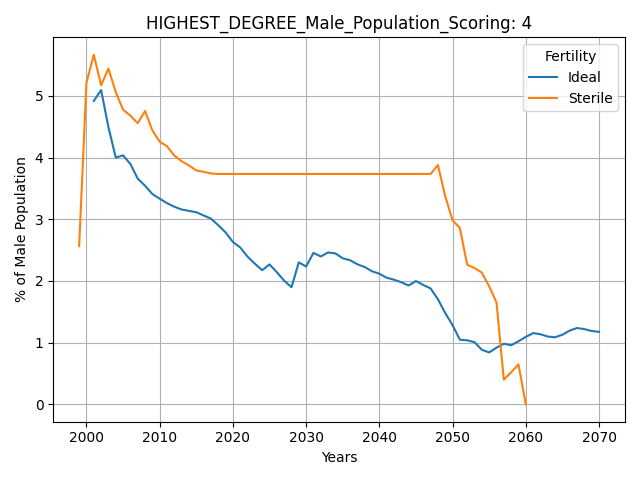 HIGHEST_DEGREE_Male_Population_Scoring: 4
Fertility
Ideal
Sterile
% of Male Population
5
4
3
2
1
0
2000 2010 2020 2030 2040 2050 2060 2070
Years